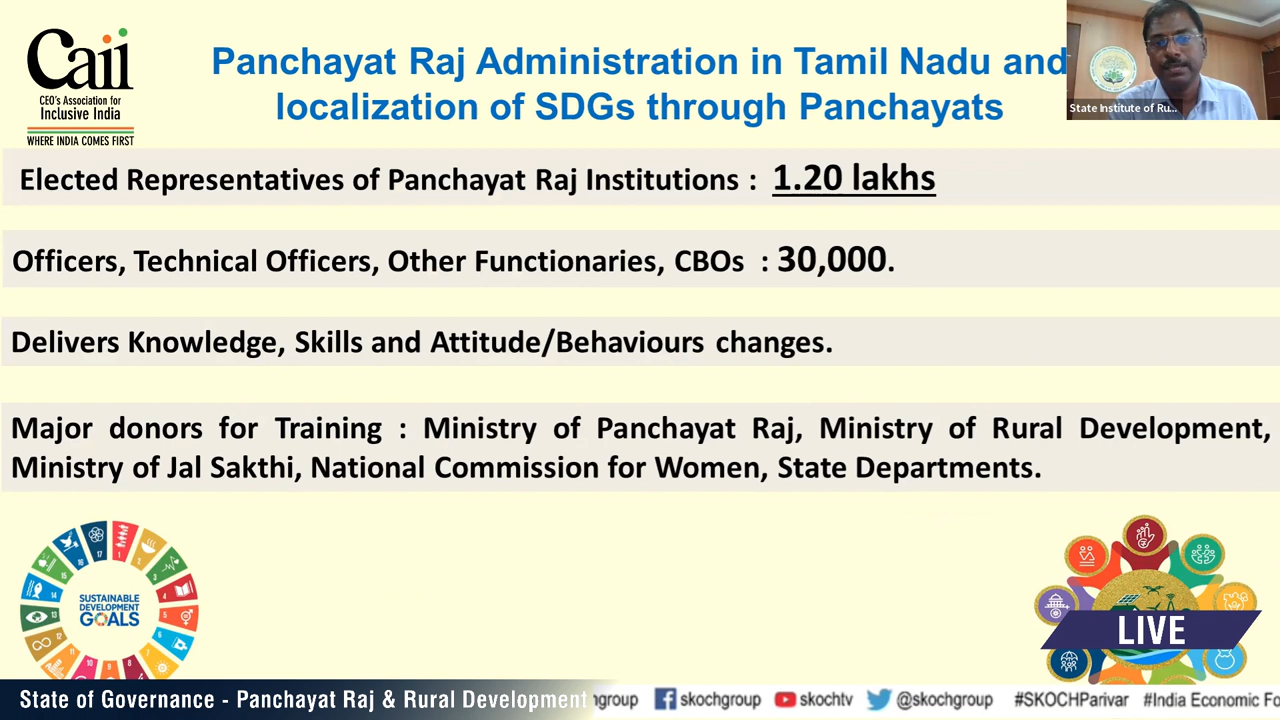 Caii
CEO's Association for
Inclusive India
WHERE INDIA COMES FIRST
Panchayat Raj Administration in Tamil Nadu and
localization of SDGs through Panchayats
State Institute of Ru...
Elected Representatives of Panchayat Raj Institutions : 1.20 lakhs
Officers, Technical Officers, Other Functionaries, CBOs : 30,000.
Delivers Knowledge, Skills and Attitude/Behaviours changes.
Major donors for Training : Ministry of Panchayat Raj, Ministry of Rural Development,
Ministry of Jal Sakthi, National Commission for Women, State Departments.
SUSTAINABLE
DEVELOPMENT
GOALS
LIVE
State of Governance - Panchayat Raj & Rural Development
hgroup skochgroup skochtv @skochgroup #SKOCHParivar #India Economic Fo